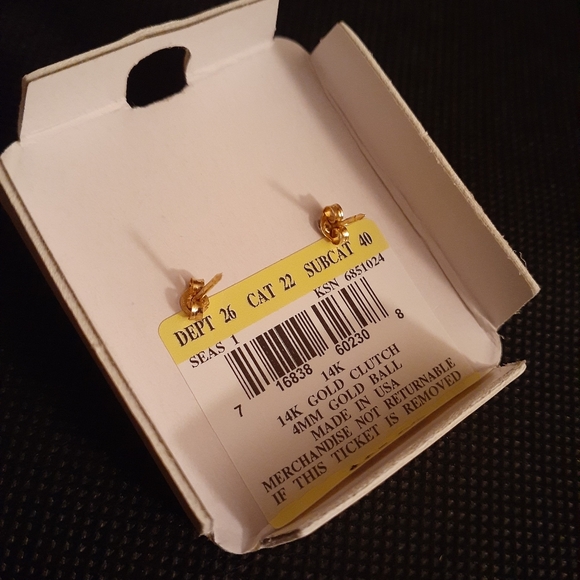 DEPT 26 CAT 22 SUBCAT 40
SEAS 1 KSN 6851024
7 16838 60230 8
14K
14K GOLD CLUTCH
4MM GOLD BALL
MADE IN USA
MERCHANDISE NOT RETURNABLE
IF THIS TICKET IS REMOVED